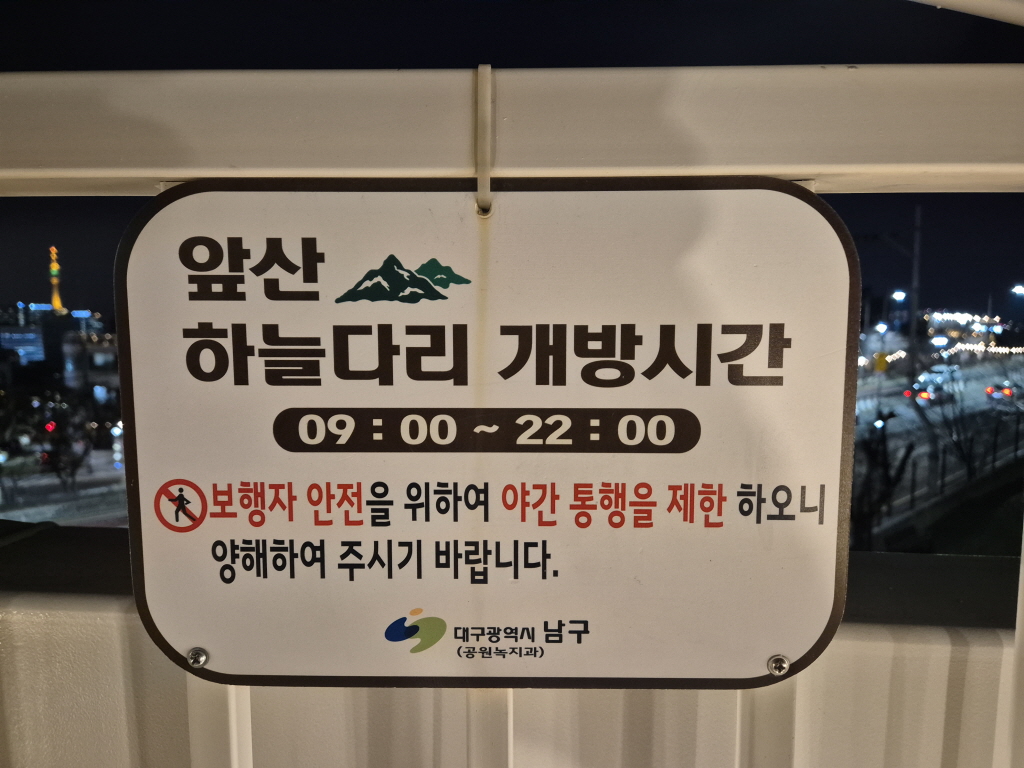 앞산
하늘다리 개방시간
09 : 00 ~ 22 : 00
보행자 안전을 위하여 야간 통행을 제한 하오니
양해하여 주시기 바랍니다.
대구광역시 남구
(공원녹지과)